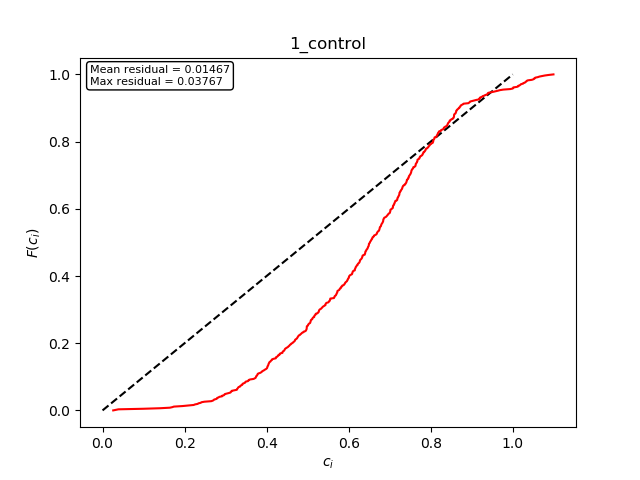 1_control
Mean residual = 0.01467
Max residual = 0.03767
1.0
0.8
0.6
0.4
0.2
0.0
F(c_i)
0.0 0.2 0.4 0.6 0.8 1.0
c_i